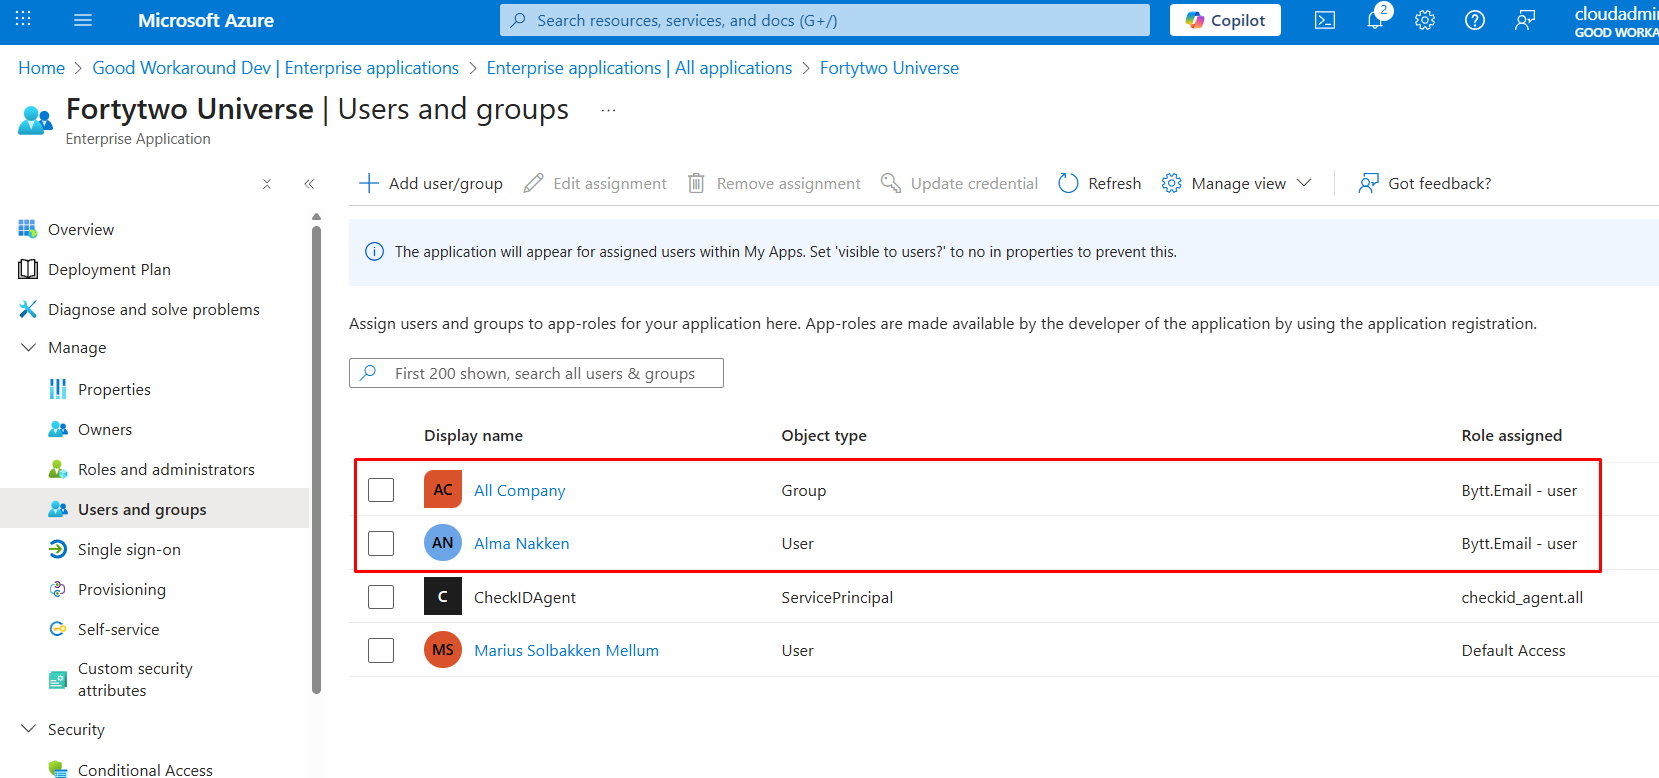 Microsoft Azure
Search resources, services, and docs (G+/)
Copilot
2
cloudadmin
GOOD WORKA
Home > Good Workaround Dev | Enterprise applications > Enterprise applications | All applications > Fortytwo Universe
Fortytwo Universe | Users and groups ...
Enterprise Application
Add user/group
Edit assignment
Remove assignment
Update credential
Refresh
Manage view
Got feedback?
Overview
Deployment Plan
Diagnose and solve problems
Manage
Properties
Owners
Roles and administrators
Users and groups
Single sign-on
Provisioning
Self-service
Custom security
attributes
Security
Conditional Access
The application will appear for assigned users within My Apps. Set 'visible to users?' to no in properties to prevent this.
Assign users and groups to app-roles for your application here. App-roles are made available by the developer of the application by using the application registration.
First 200 shown, search all users & groups
Display name Object type Role assigned
AC All Company Group Bytt.Email - user
AN Alma Nakken User Bytt.Email - user
C CheckIDAgent ServicePrincipal checkid_agent.all
MS Marius Solbakken Mellum User Default Access